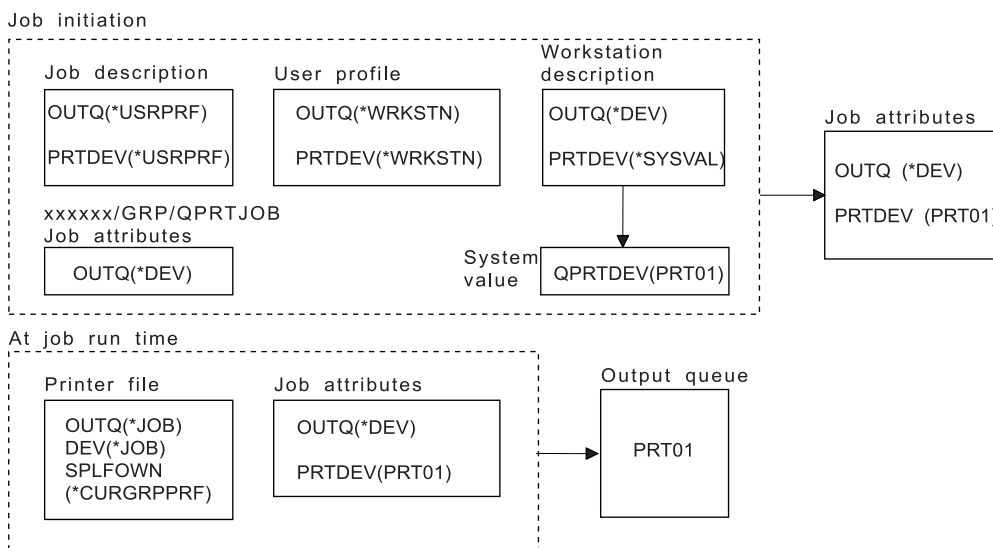 Job initiation
Job description
OUTQ(*USRPRF)
PRTDEV(*USRPRF)
User profile
OUTQ(*WRKSTN)
PRTDEV(*WRKSTN)
Workstation
description
OUTQ(*DEV)
PRTDEV(*SYSVAL)
Job attributes
OUTQ (*DEV)
PRTDEV (PRT01)
xxxxxx/GRP/QPRTJOB
Job attributes
OUTQ(*DEV)
System
value
QPRTDEV(PRT01)
At job run time
Printer file
OUTQ(*JOB)
DEV(*JOB)
SPLFOWN
(*CURGRPPRF)
Job attributes
OUTQ(*DEV)
PRTDEV(PRT01)
Output queue
PRT01